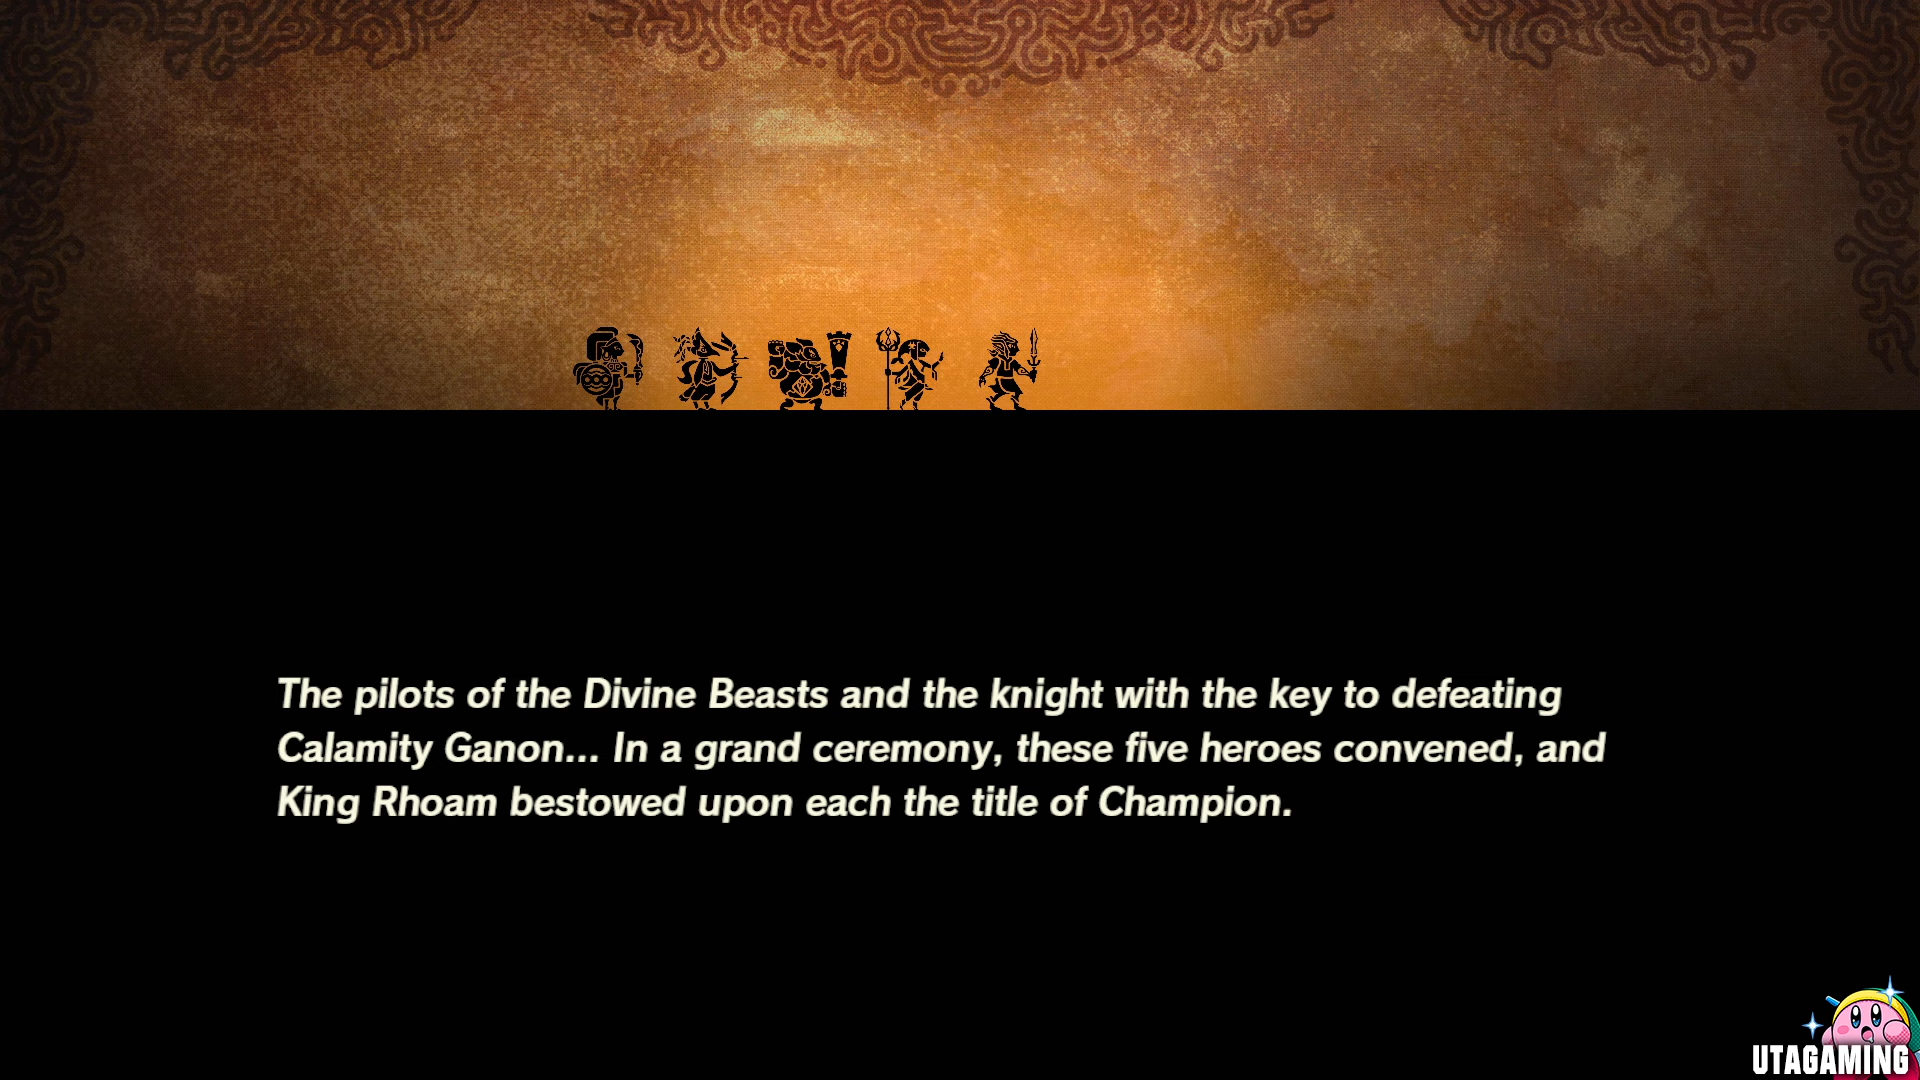 The pilots of the Divine Beasts and the knight with the key to defeating
Calamity Ganon... In a grand ceremony, these five heroes convened, and
King Rhoam bestowed upon each the title of Champion.
UTAGAMING